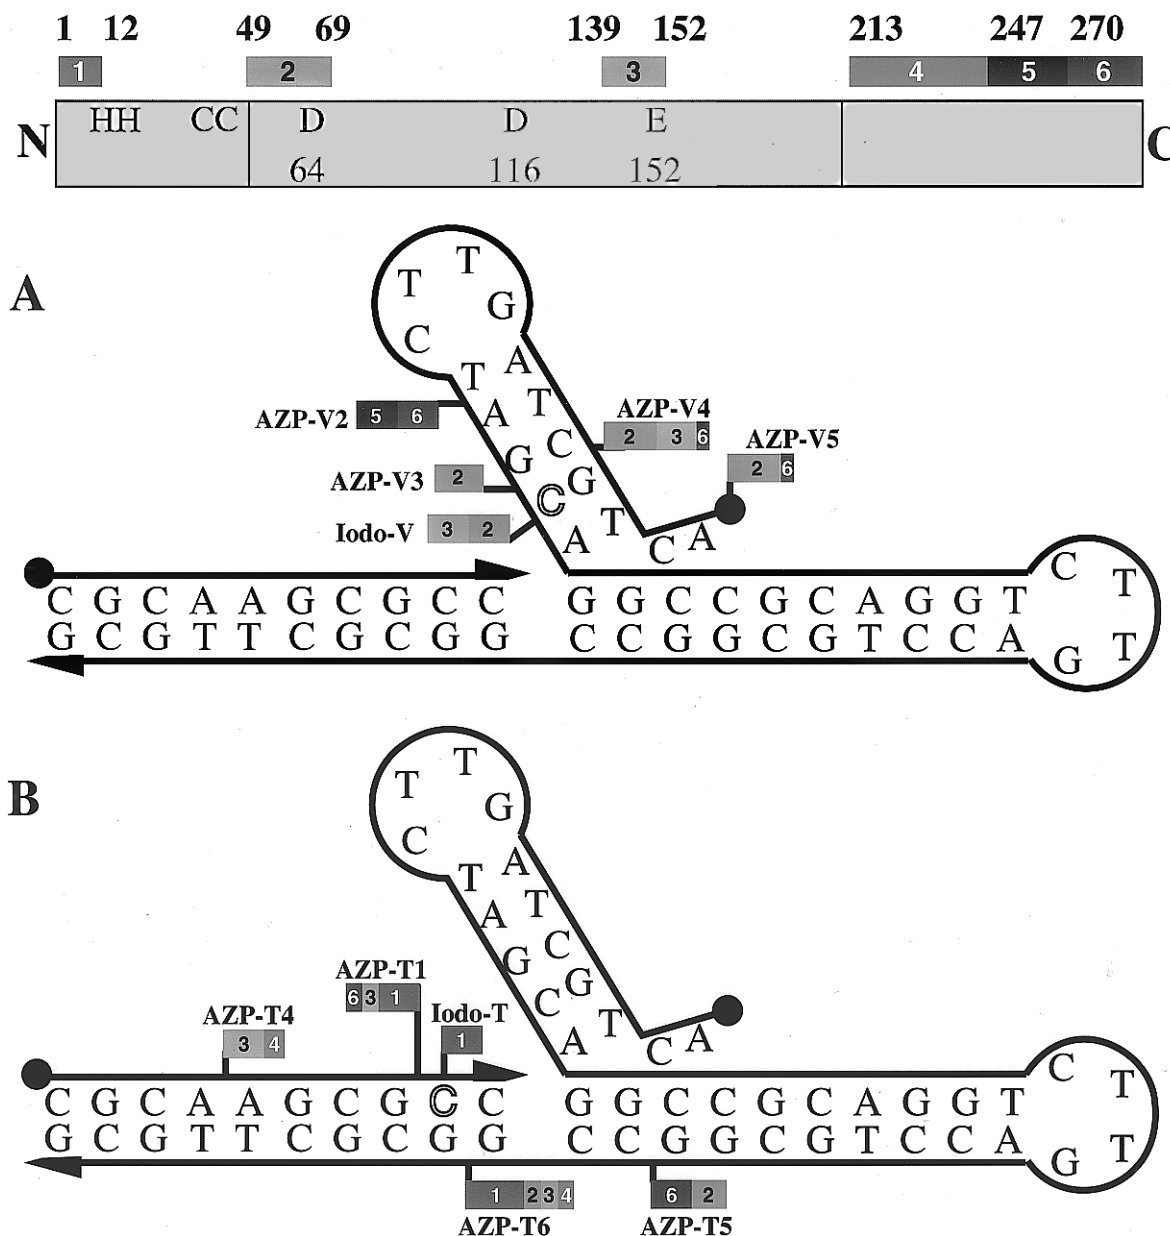 1 12 49 69 139 152 213 247 270
1 2 3 4 5 6
HH CC D D E
N C
64 116 152
A
T T G C
T A
A T
AZP-V2 5 6
AZP-V4
2 3 6
G C
AZP-V5
2 6
AZP-V3 2
C G
Iodo-V 3 2
A T C A
C G C A A G C G C C G G C C G C A G G T C T
G C G T T C G C G G C C G G C G T C C A G T
B
T T G C
T A
A T
G C
C G
A T C A
AZP-T1
6 3 1
AZP-T4
3 4
Iodo-T
1
C G C A A G C G C C G G C C G C A G G T C T
G C G T T C G C G G C C G G C G T C C A G T
1 2 3 4
AZP-T6
6 2
AZP-T5